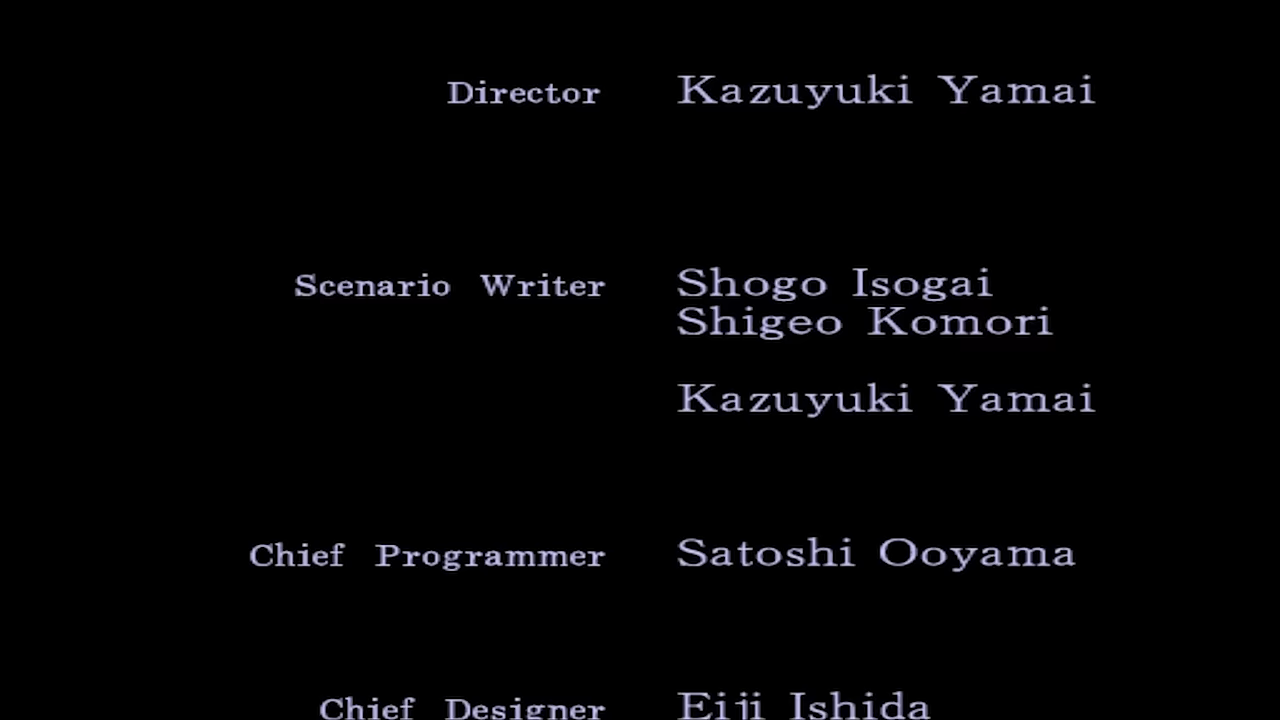 Director Kazuyuki Yamai
Scenario Writer Shogo Isogai
Shigeo Komori
Kazuyuki Yamai
Chief Programmer Satoshi Ooyama
Chief Designer Eiji Ishida